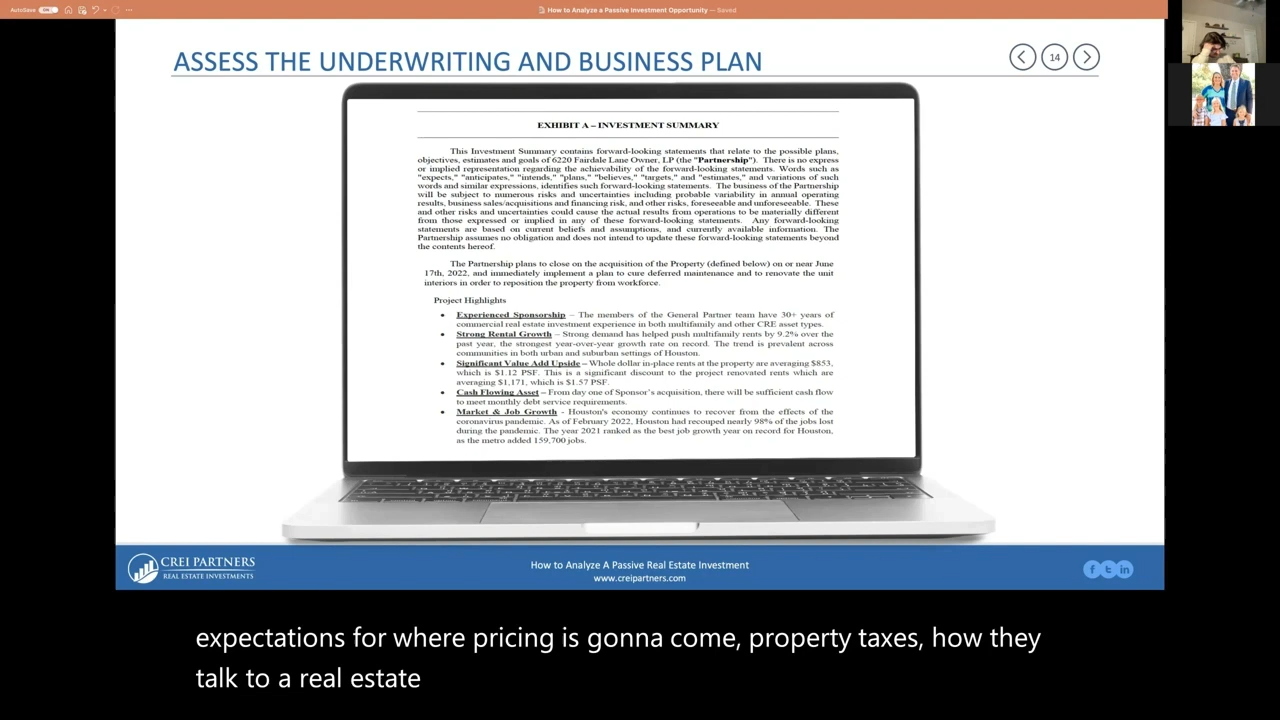 AutoSave ON
How to Analyze a Passive Investment Opportunity — Saved
ASSESS THE UNDERWRITING AND BUSINESS PLAN
14
EXHIBIT A – INVESTMENT SUMMARY
This Investment Summary contains forward-looking statements that relate to the possible plans,
objectives, estimates and goals of 6220 Fairdale Lane Owner, LP (the "Partnership"). There is no express
or implied representation regarding the achievability of the forward-looking statements. Words such as
"expects," "anticipates," "intends," "plans," "believes," "targets," and "estimates," and variations of such
words and similar expressions, identifies such forward-looking statements. The business of the Partnership
will be subject to numerous risks and uncertainties including probable variability in annual operating
results, business sales/acquisitions and financing risk, and other risks, foreseeable and unforeseeable. These
and other risks and uncertainties could cause the actual results from operations to be materially different
from those expressed or implied in any of these forward-looking statements. Any forward-looking
statements are based on current beliefs and assumptions, and currently available information. The
Partnership assumes no obligation and does not intend to update these forward-looking statements beyond
the contents hereof.
The Partnership plans to close on the acquisition of the Property (defined below) on or near June
17th, 2022, and immediately implement a plan to cure deferred maintenance and to renovate the unit
interiors in order to reposition the property from workforce.
Project Highlights
• Experienced Sponsorship – The members of the General Partner team have 30+ years of
commercial real estate investment experience in both multifamily and other CRE asset types.
• Strong Rental Growth – Strong demand has helped push multifamily rents by 9.2% over the
past year, the strongest year-over-year growth rate on record. The trend is prevalent across
communities in both urban and suburban settings of Houston.
• Significant Value Add Upside – Whole dollar in-place rents at the property are averaging $853,
which is $1.12 PSF. This is a significant discount to the project renovated rents which are
averaging $1,171, which is $1.57 PSF.
• Cash Flowing Asset – From day one of Sponsor's acquisition, there will be sufficient cash flow
to meet monthly debt service requirements.
• Market & Job Growth - Houston's economy continues to recover from the effects of the
coronavirus pandemic. As of February 2022, Houston had recouped nearly 98% of the jobs lost
during the pandemic. The year 2021 ranked as the best job growth year on record for Houston,
as the metro added 159,700 jobs.
CREI PARTNERS
REAL ESTATE INVESTMENTS
How to Analyze A Passive Real Estate Investment
www.creipartners.com
expectations for where pricing is gonna come, property taxes, how they
talk to a real estate